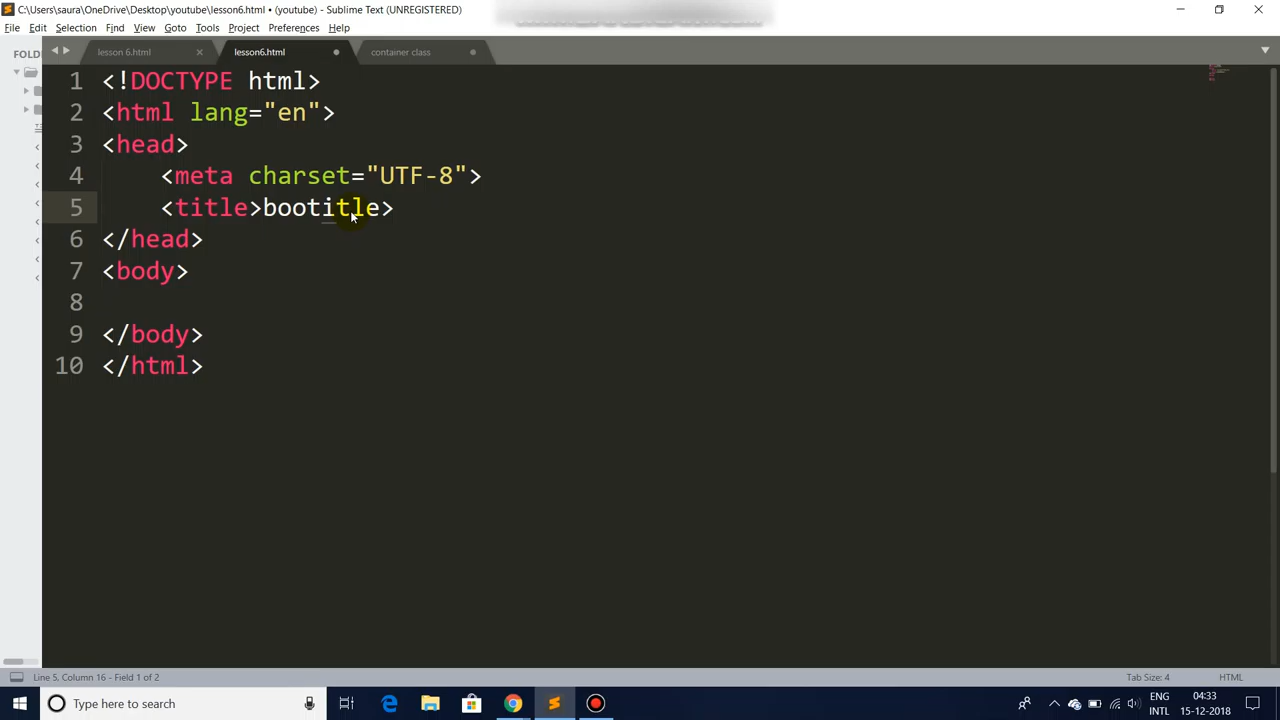 C:\Users\saura\OneDrive\Desktop\youtube\lesson6.html • (youtube) - Sublime Text (UNREGISTERED)
File Edit Selection Find View Goto Tools Project Preferences Help
FOLD
lesson 6.html
lesson6.html
container class
1 <!DOCTYPE html>
2 <html lang="en">
3 <head>
4 <meta charset="UTF-8">
5 <title>bootitle>
6 </head>
7 <body>
8
9 </body>
10 </html>
Line 5, Column 16 - Field 1 of 2
Tab Size: 4
HTML
Type here to search
ENG
INTL
04:33
15-12-2018